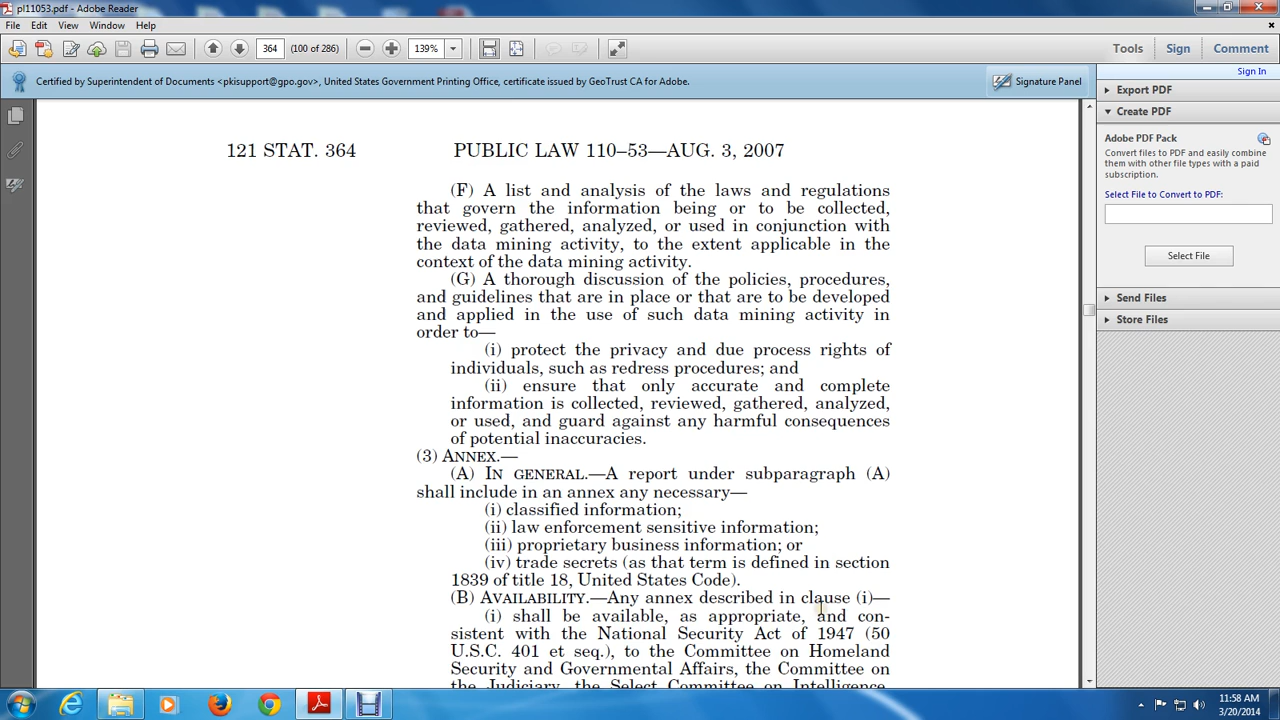 pl11053.pdf - Adobe Reader
File Edit View Window Help
364 (100 of 286) 139% Tools Sign Comment
Certified by Superintendent of Documents <pkisupport@gpo.gov>, United States Government Printing Office, certificate issued by GeoTrust CA for Adobe. Signature Panel
Sign In
Export PDF
Create PDF
Adobe PDF Pack
Convert files to PDF and easily combine
them with other file types with a paid
subscription.
Select File to Convert to PDF:
Select File
Send Files
Store Files
121 STAT. 364 PUBLIC LAW 110–53—AUG. 3, 2007
(F) A list and analysis of the laws and regulations
that govern the information being or to be collected,
reviewed, gathered, analyzed, or used in conjunction with
the data mining activity, to the extent applicable in the
context of the data mining activity.
(G) A thorough discussion of the policies, procedures,
and guidelines that are in place or that are to be developed
and applied in the use of such data mining activity in
order to—
(i) protect the privacy and due process rights of
individuals, such as redress procedures; and
(ii) ensure that only accurate and complete
information is collected, reviewed, gathered, analyzed,
or used, and guard against any harmful consequences
of potential inaccuracies.
(3) ANNEX.—
(A) IN GENERAL.—A report under subparagraph (A)
shall include in an annex any necessary—
(i) classified information;
(ii) law enforcement sensitive information;
(iii) proprietary business information; or
(iv) trade secrets (as that term is defined in section
1839 of title 18, United States Code).
(B) AVAILABILITY.—Any annex described in clause (i)—
(i) shall be available, as appropriate, and con-
sistent with the National Security Act of 1947 (50
U.S.C. 401 et seq.), to the Committee on Homeland
Security and Governmental Affairs, the Committee on
the Judiciary, the Select Committee on Intelligence,
11:58 AM
3/20/2014